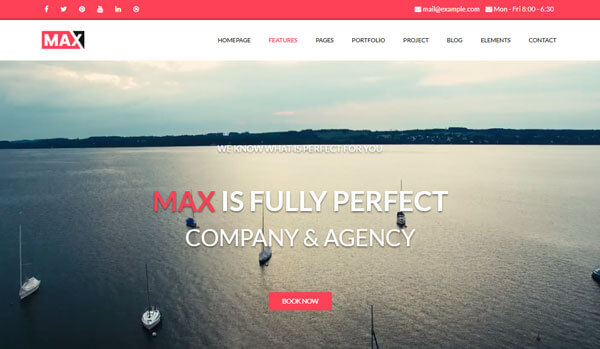 mail@example.com Mon - Fri 8:00 - 6:30
MAX
HOMEPAGE FEATURES PAGES PORTFOLIO PROJECT BLOG ELEMENTS CONTACT
WE KNOW WHAT IS PERFECT FOR YOU
MAX IS FULLY PERFECT
COMPANY & AGENCY
BOOK NOW